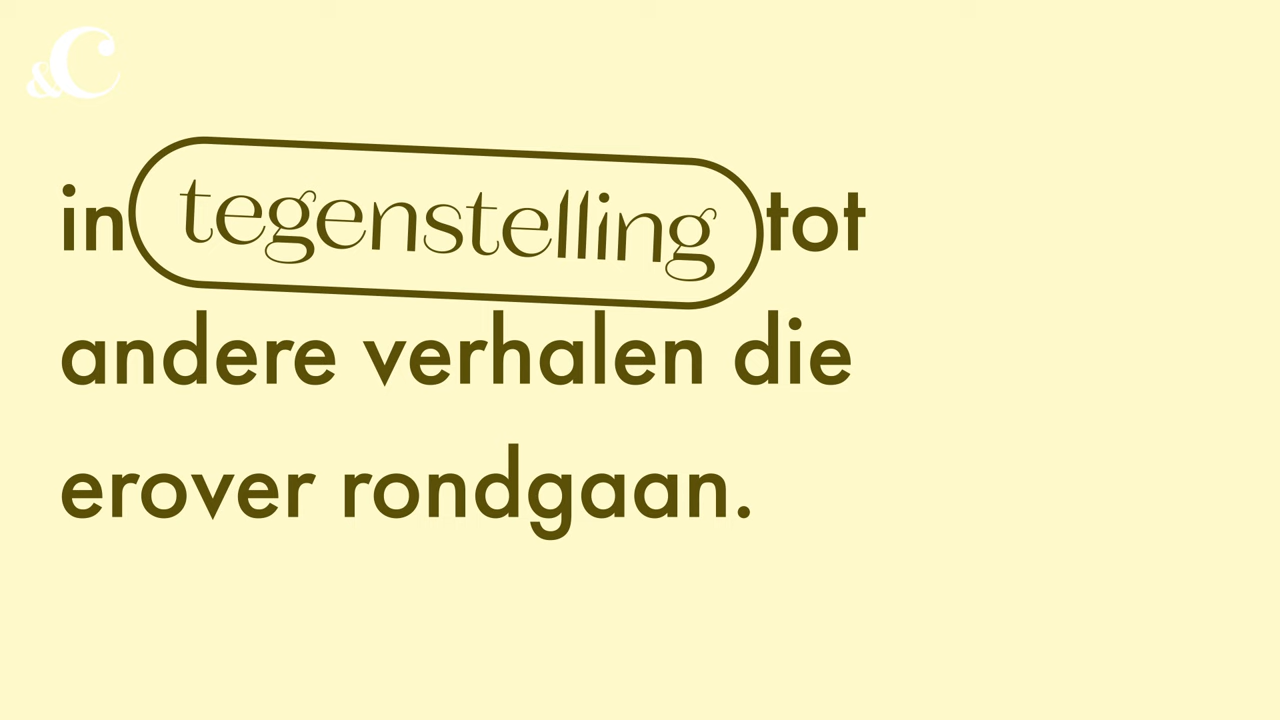 &C
in tegenstelling tot
andere verhalen die
erover rondgaan.